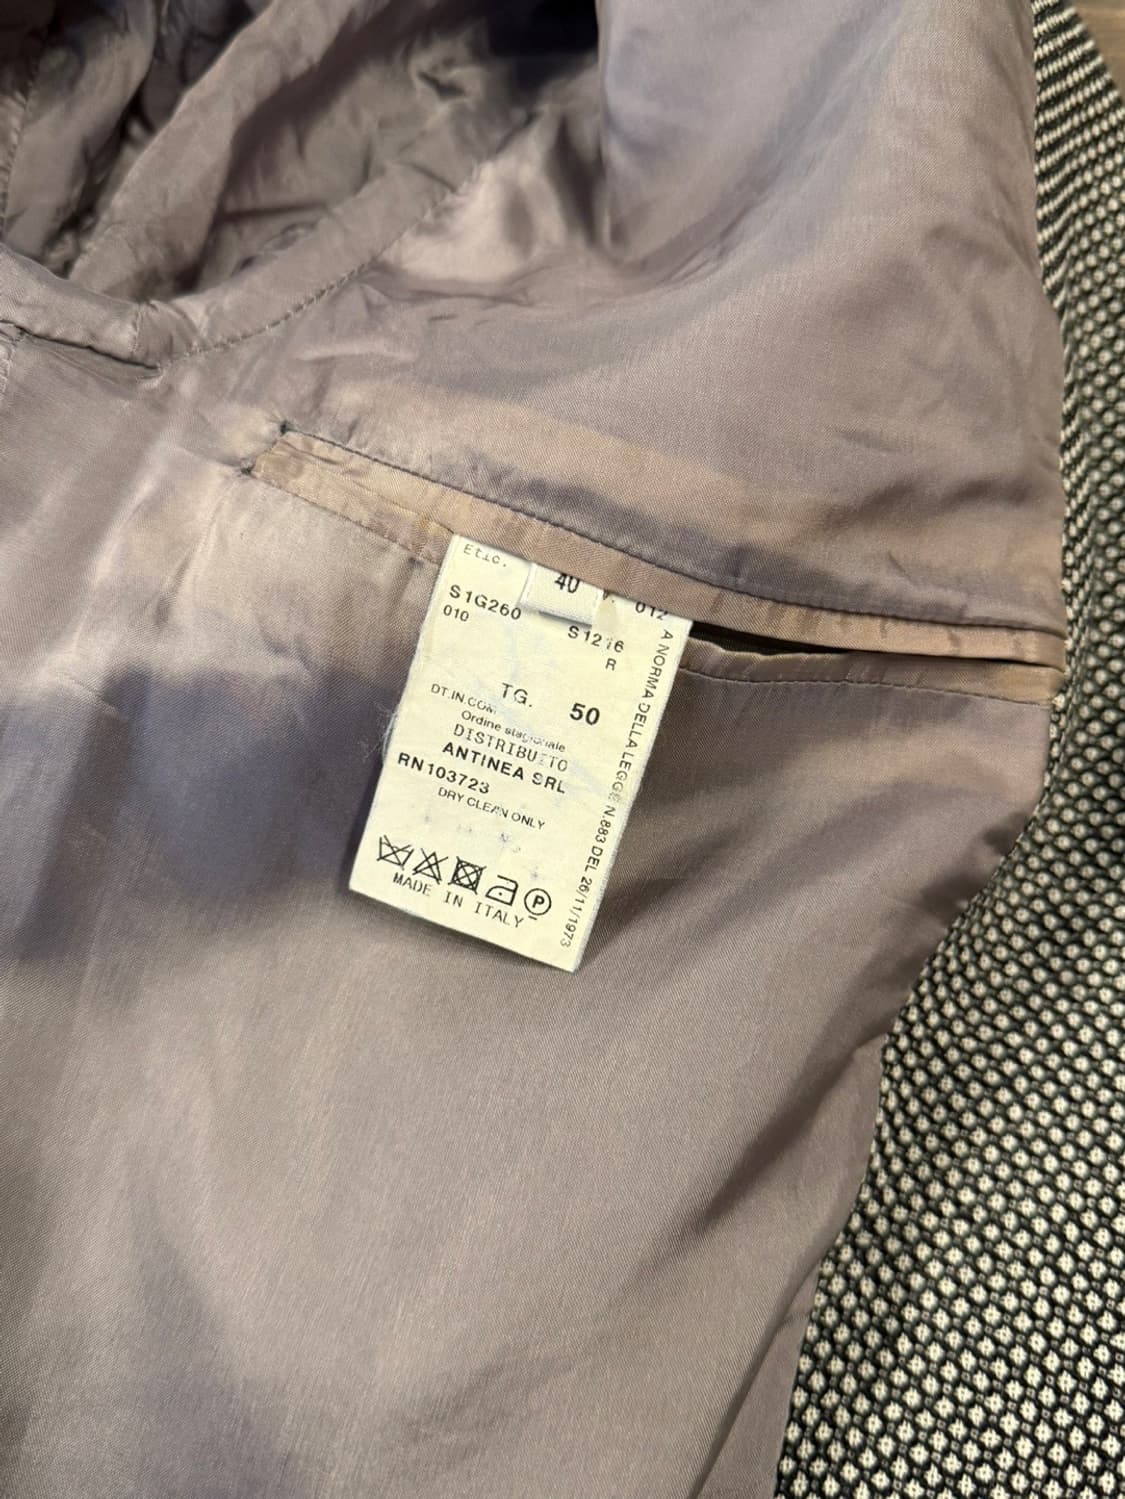 Etic.
40
012
S1G260
010
S1216
R
TG.
50
DT.IN.COM
Ordine stagionale
DISTRIBUITO
ANTINEA SRL
RN103723
DRY CLEAN ONLY
P
MADE IN ITALY
A NORMA DELLA LEGGE N.883 DEL 26/11/1973